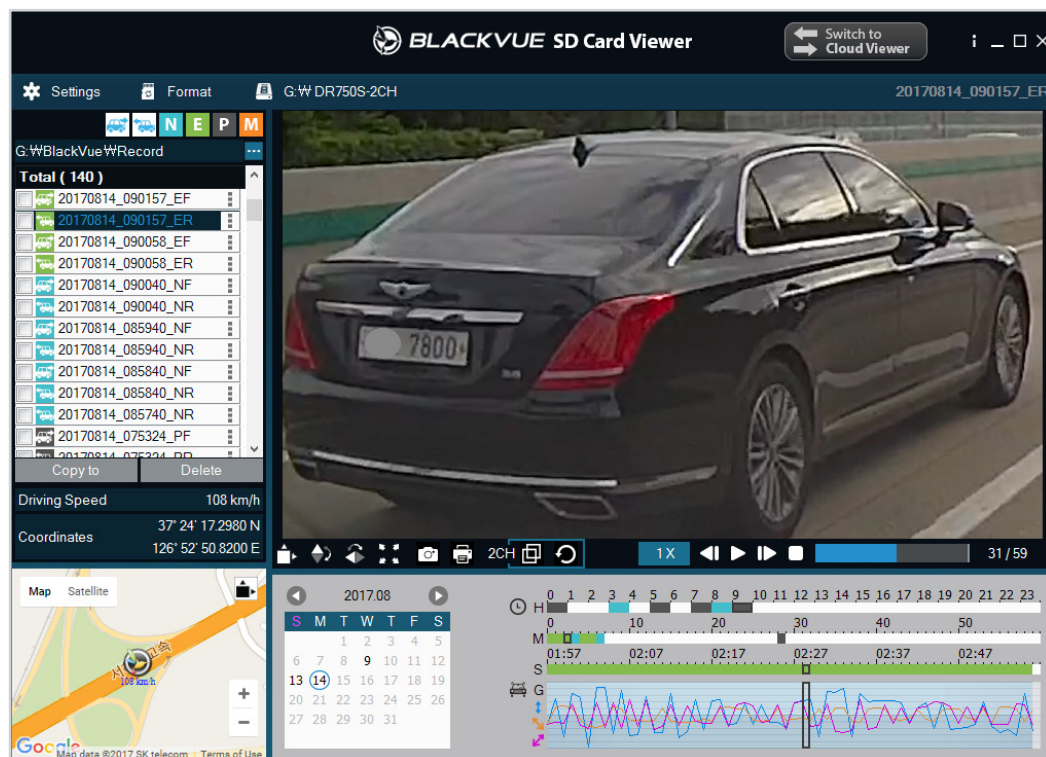 BLACKVUE SD Card Viewer
Switch to
Cloud Viewer
Settings
Format
G:₩ DR750S-2CH
20170814_090157_ER
N E P M
G:₩BlackVue₩Record
Total ( 140 )
20170814_090157_EF
20170814_090157_ER
20170814_090058_EF
20170814_090058_ER
20170814_090040_NF
20170814_090040_NR
20170814_085940_NF
20170814_085940_NR
20170814_085840_NF
20170814_085840_NR
20170814_085740_NR
20170814_075324_PF
20170814_075324_PR
Copy to
Delete
Driving Speed 108 km/h
Coordinates
37° 24' 17.2980 N
126° 52' 50.8200 E
7800
2CH
1X
31 / 59
Map Satellite
108 km/h
+
−
Google
Map data ©2017 SK telecom
Terms of Use
2017.08
S M T W T F S
1 2 3 4 5
6 7 8 9 10 11 12
13 14 15 16 17 18 19
20 21 22 23 24 25 26
27 28 29 30 31
0 1 2 3 4 5 6 7 8 9 10 11 12 13 14 15 16 17 18 19 20 21 22 23
H
0 10 20 30 40 50
M
01:57 02:07 02:17 02:27 02:37 02:47
S
G